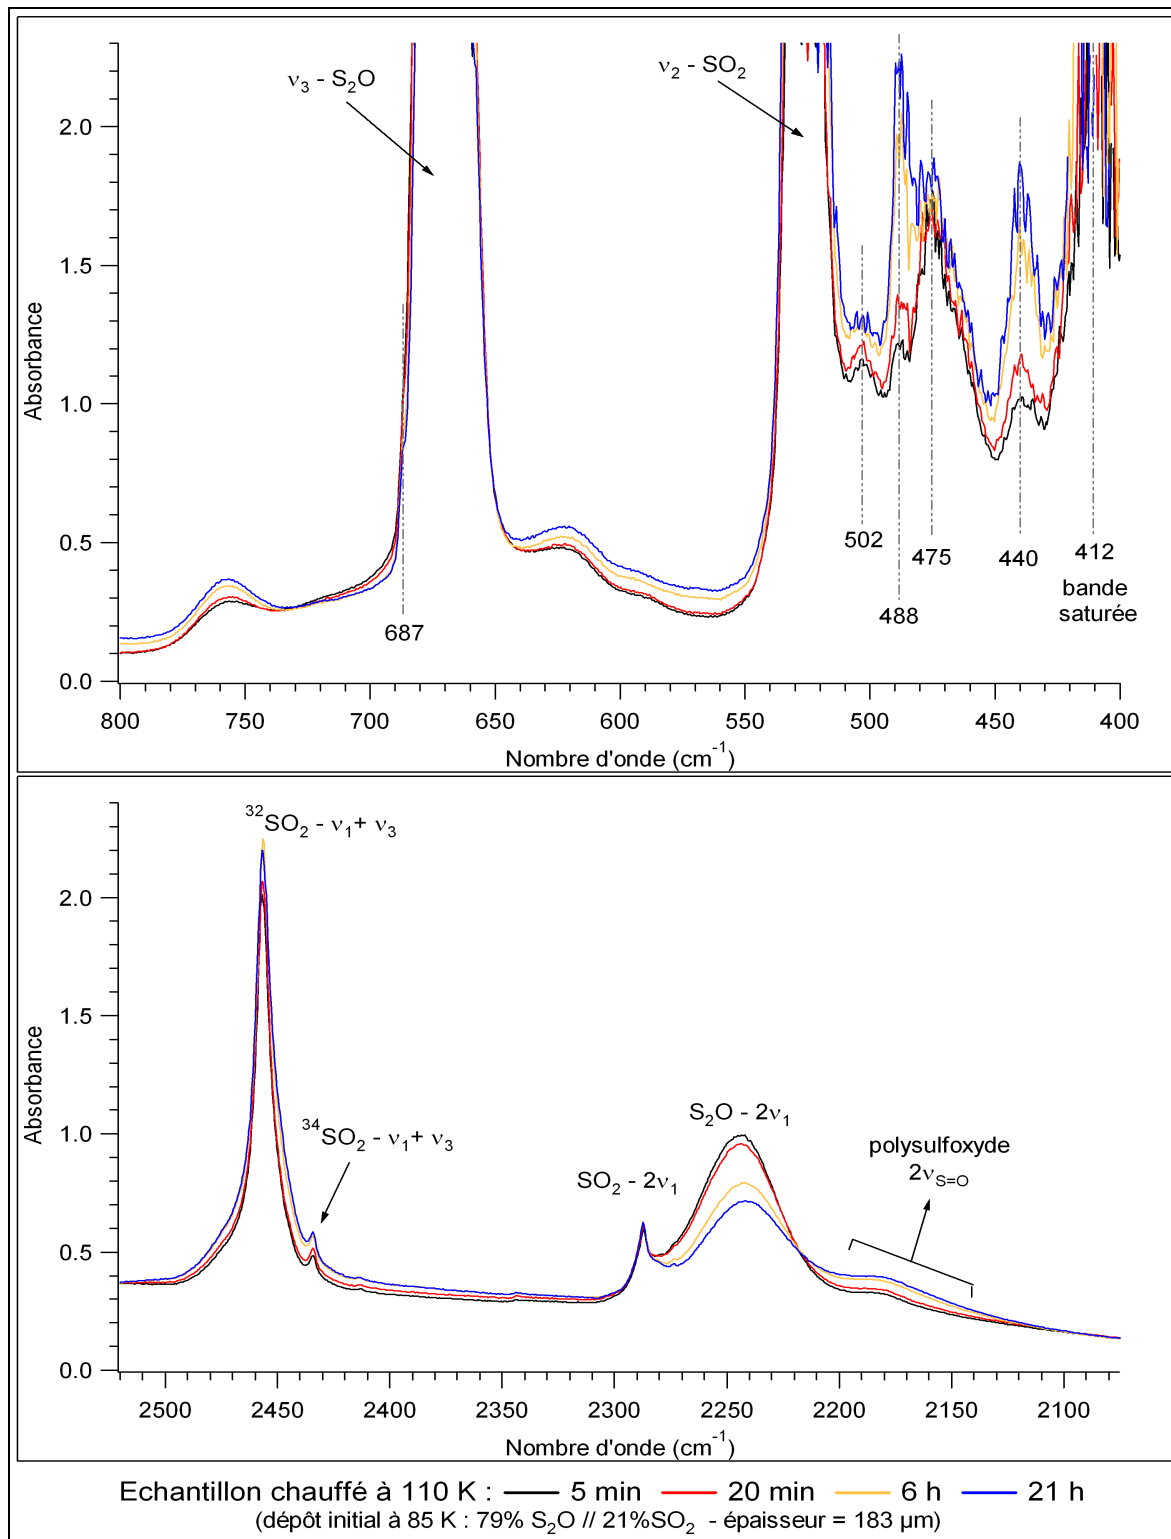 ν3 - S2O
ν2 - SO2
2.0
1.5
1.0
0.5
0.0
Absorbance
687
502
488
475
440
412
bande
saturée
800
750
700
650
600
550
500
450
400
Nombre d'onde (cm-1)
32SO2 - ν1+ ν3
34SO2 - ν1+ ν3
SO2 - 2ν1
S2O - 2ν1
polysulfoxyde
2νS=O
2.0
1.5
1.0
0.5
0.0
Absorbance
2500
2450
2400
2350
2300
2250
2200
2150
2100
Nombre d'onde (cm-1)
Echantillon chauffé à 110 K : 5 min 20 min 6 h 21 h
(dépôt initial à 85 K : 79% S2O // 21%SO2 - épaisseur = 183 µm)